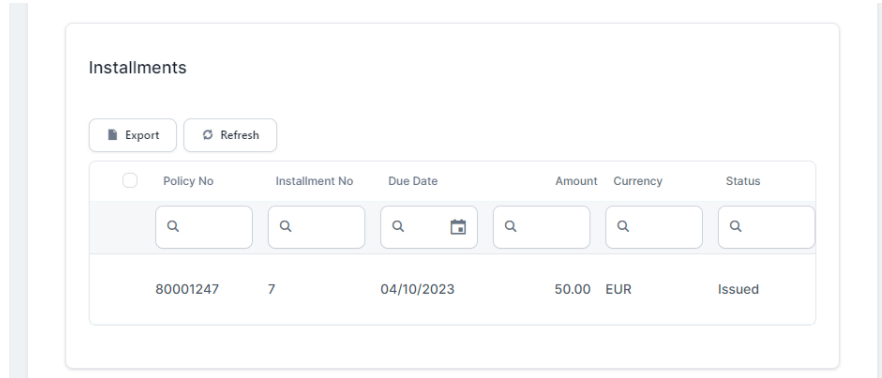 Installments
Export Refresh
Policy No Installment No Due Date Amount Currency Status
80001247 7 04/10/2023 50.00 EUR Issued